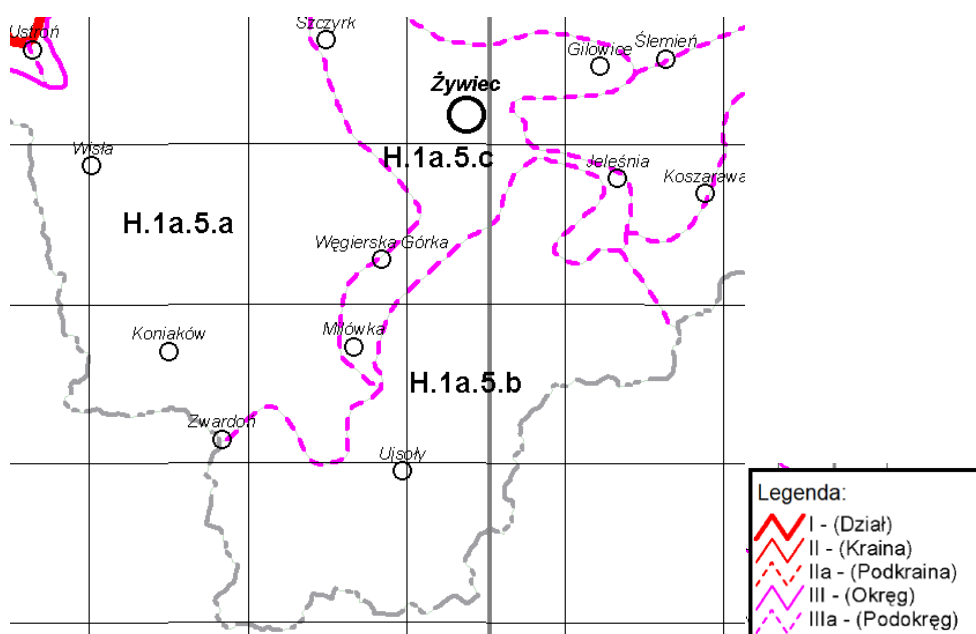 Ustroń
Szczyrk
Gilowice
Ślemień
Żywiec
Wisła
H.1a.5.c
Jeleśnia
Koszarawa
H.1a.5.a
Węgierska Górka
Koniaków
Milówka
H.1a.5.b
Zwardoń
Ujsoły
Legenda:
I - (Dział)
II - (Kraina)
IIa - (Podkraina)
III - (Okręg)
IIIa - (Podokręg)